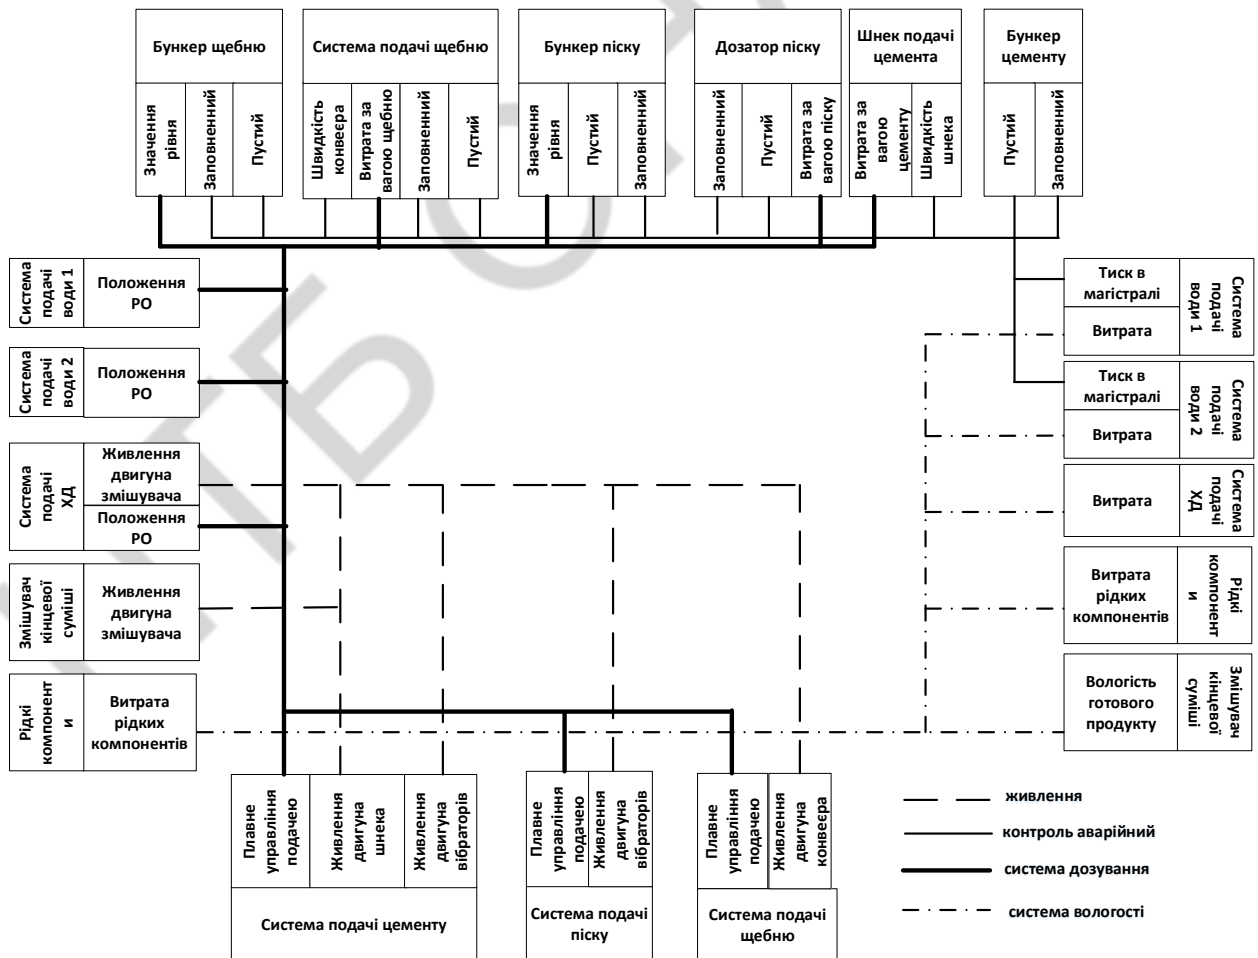 Бункер щебню
Система подачі щебню
Бункер піску
Дозатор піску
Шнек подачі
цемента
Бункер
цементу
Значення
рівня
Заповненний
Пустий
Швидкість
конвеєра
Витрата за
вагою щебню
Заповненний
Пустий
Значення
рівня
Пустий
Заповненний
Заповненний
Пустий
Витрата за
вагою піску
Витрата за
вагою
цементу
Швидкість
шнека
Пустий
Заповненний
Система
подачі
води 1
Положення
РО
Система
подачі
води 2
Положення
РО
Система
подачі
ХД
Живлення
двигуна
змішувача
Положення
РО
Змішувач
кінцевої
суміші
Живлення
двигуна
змішувача
Рідкі
компонент
и
Витрата
рідких
компонентів
Тиск в
магістралі
Витрата
Система
подачі
води 1
Тиск в
магістралі
Витрата
Система
подачі
води 2
Витрата
Система
подачі
ХД
Витрата
рідких
компонентів
Рідкі
компонент
и
Вологість
готового
продукту
Змішувач
кінцевої
суміші
Плавне
управління
подачею
Живлення
двигуна
шнека
Живлення
двигуна
вібраторів
Система подачі цементу
Плавне
управління
подачею
Живлення
двигуна
вібраторів
Система подачі
піску
Плавне
управління
подачею
Живлення
двигуна
конвеєра
Система подачі
щебню
живлення
контроль аварійний
система дозування
система вологості